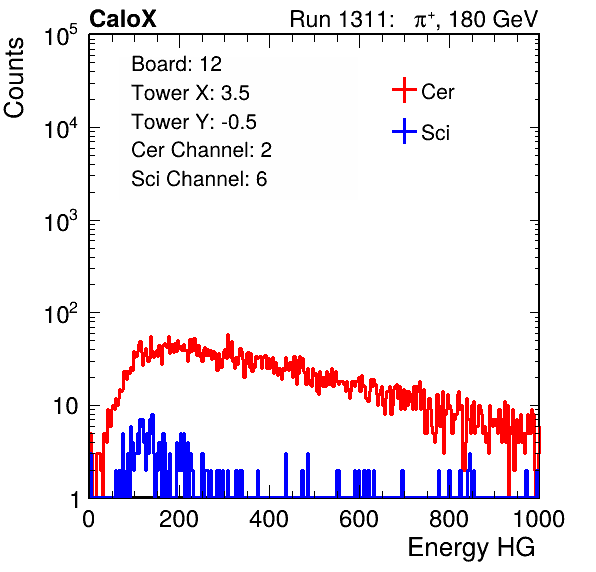 CaloX Run 1311: π⁺, 180 GeV
Counts
Board: 12
Tower X: 3.5
Tower Y: -0.5
Cer Channel: 2
Sci Channel: 6
Cer
Sci
10⁵
10⁴
10³
10²
10
1
0 200 400 600 800 1000
Energy HG